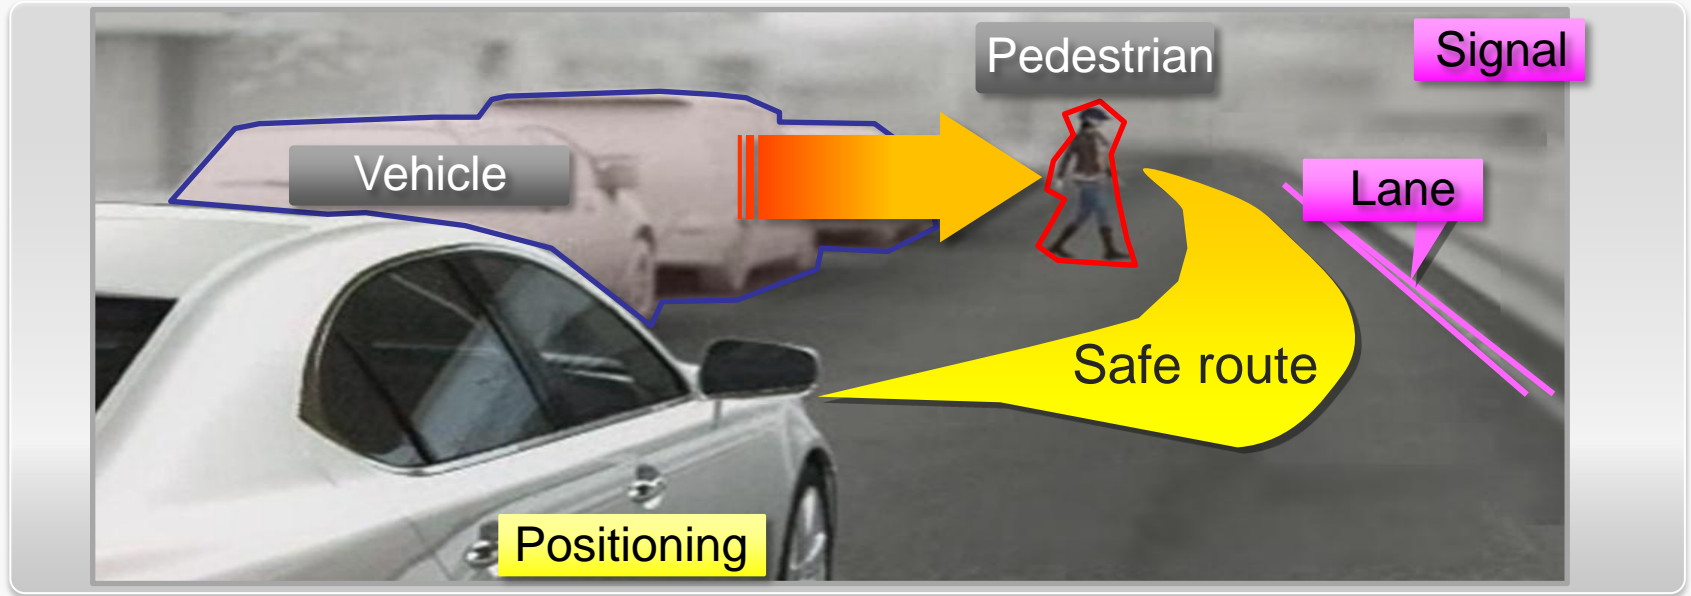 Pedestrian
Signal
Vehicle
Lane
Safe route
Positioning